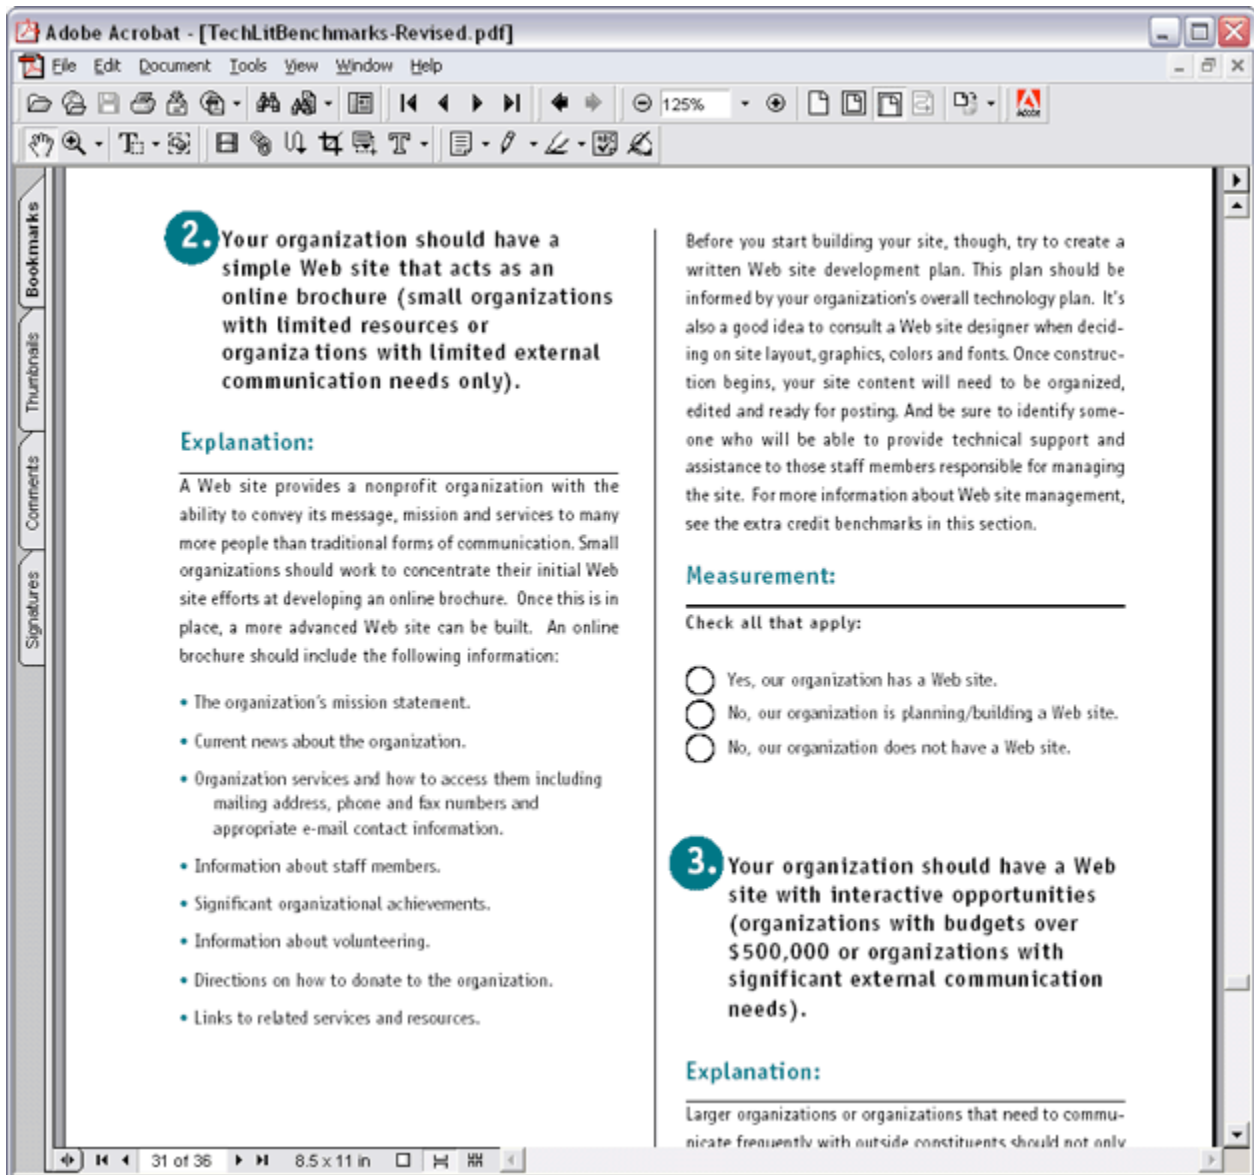 Adobe Acrobat - [TechLitBenchmarks-Revised.pdf]
File Edit Document Tools View Window Help
125%
Adobe
Bookmarks
Thumbnails
Comments
Signatures
2. Your organization should have a
simple Web site that acts as an
online brochure (small organizations
with limited resources or
organiza tions with limited external
communication needs only).
Explanation:
A Web site provides a nonprofit organization with the
ability to convey its message, mission and services to many
more people than traditional forms of communication. Small
organizations should work to concentrate their initial Web
site efforts at developing an online brochure. Once this is in
place, a more advanced Web site can be built. An online
brochure should include the following information:
• The organization's mission statement.
• Current news about the organization.
• Organization services and how to access them including
mailing address, phone and fax numbers and
appropriate e-mail contact information.
• Information about staff members.
• Significant organizational achievements.
• Information about volunteering.
• Directions on how to donate to the organization.
• Links to related services and resources.
Before you start building your site, though, try to create a
written Web site development plan. This plan should be
informed by your organization's overall technology plan. It's
also a good idea to consult a Web site designer when decid-
ing on site layout, graphics, colors and fonts. Once construc-
tion begins, your site content will need to be organized,
edited and ready for posting. And be sure to identify some-
one who will be able to provide technical support and
assistance to those staff members responsible for managing
the site. For more information about Web site management,
see the extra credit benchmarks in this section.
Measurement:
Check all that apply:
Yes, our organization has a Web site.
No, our organization is planning/building a Web site.
No, our organization does not have a Web site.
3. Your organization should have a Web
site with interactive opportunities
(organizations with budgets over
$500,000 or organizations with
significant external communication
needs).
Explanation:
Larger organizations or organizations that need to commu-
nicate frequently with outside constituents should not only
31 of 36 8.5 x 11 in